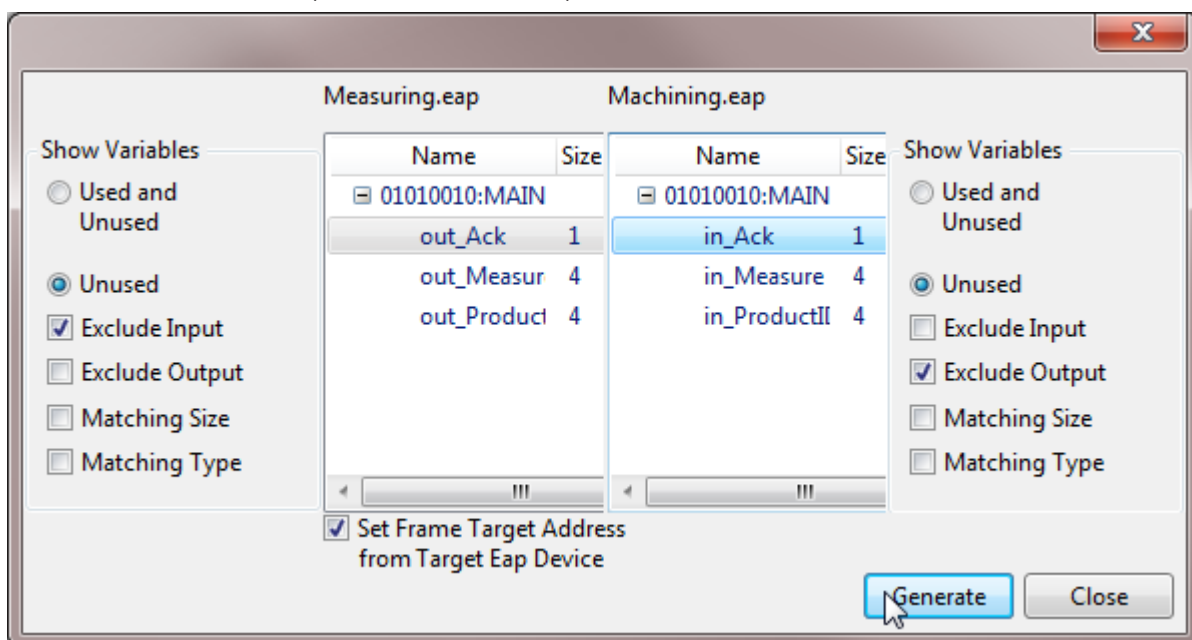 Measuring.eap Machining.eap
Show Variables
Used and
Unused
Unused
Exclude Input
Exclude Output
Matching Size
Matching Type
Name Size
01010010:MAIN
out_Ack 1
out_Measur 4
out_Product 4
Name Size
01010010:MAIN
in_Ack 1
in_Measure 4
in_ProductII 4
Show Variables
Used and
Unused
Unused
Exclude Input
Exclude Output
Matching Size
Matching Type
Set Frame Target Address
from Target Eap Device
Generate Close